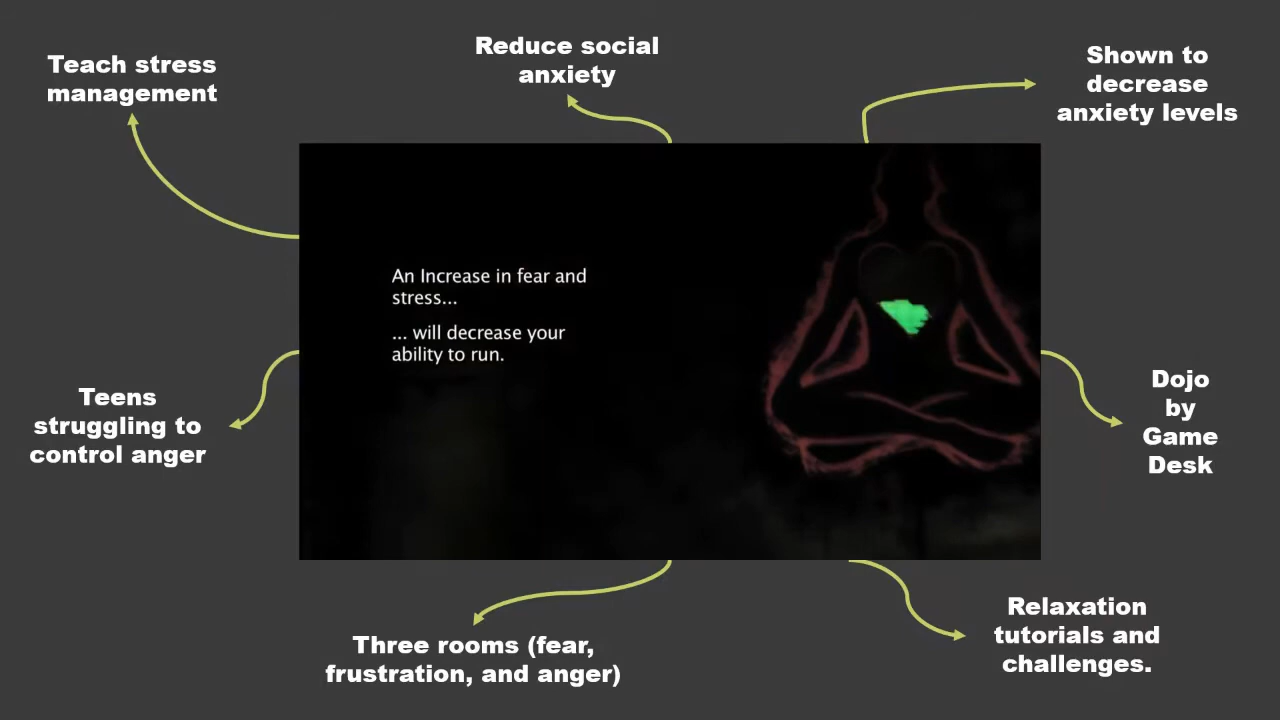 Teach stress
management
Reduce social
anxiety
Shown to
decrease
anxiety levels
An Increase in fear and
stress...
... will decrease your
ability to run.
Teens
struggling to
control anger
Dojo
by
Game
Desk
Three rooms (fear,
frustration, and anger)
Relaxation
tutorials and
challenges.